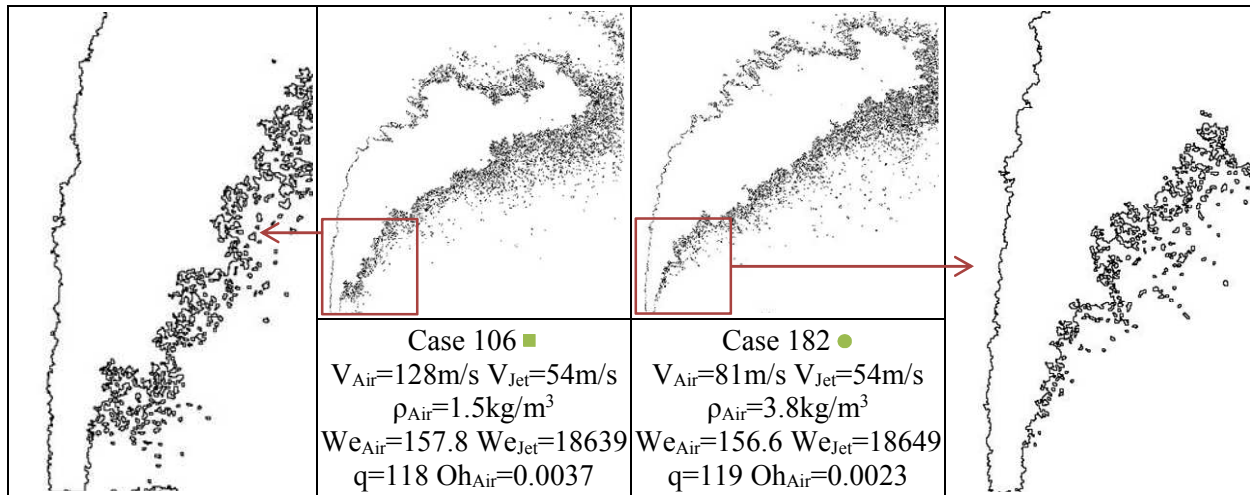 Case 106
V_Air=128m/s V_Jet=54m/s
ρ_Air=1.5kg/m³
We_Air=157.8 We_Jet=18639
q=118 Oh_Air=0.0037
Case 182
V_Air=81m/s V_Jet=54m/s
ρ_Air=3.8kg/m³
We_Air=156.6 We_Jet=18649
q=119 Oh_Air=0.0023